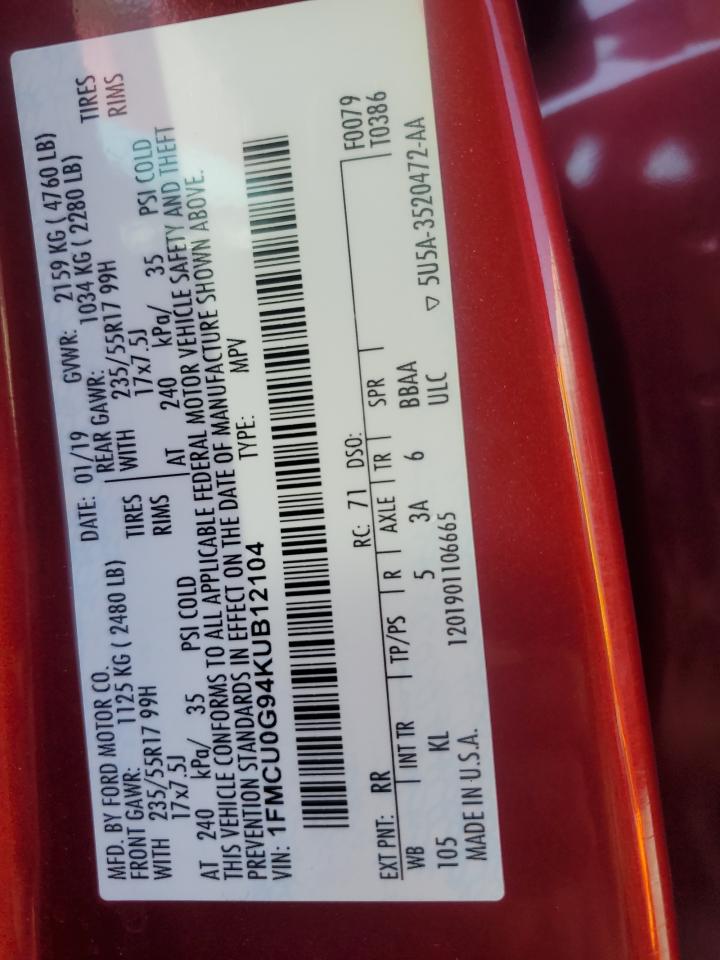 MFD. BY FORD MOTOR CO.
DATE: 01/19
GVWR: 2159 KG ( 4760 LB)
FRONT GAWR: 1125 KG ( 2480 LB)
REAR GAWR: 1034 KG ( 2280 LB)
WITH 235/55R17 99H TIRES
WITH 235/55R17 99H TIRES
17x7.5J RIMS
17x7.5J RIMS
AT 240 kPa/ 35 PSI COLD
AT 240 kPa/ 35 PSI COLD
THIS VEHICLE CONFORMS TO ALL APPLICABLE FEDERAL MOTOR VEHICLE SAFETY AND THEFT
PREVENTION STANDARDS IN EFFECT ON THE DATE OF MANUFACTURE SHOWN ABOVE.
VIN: 1FMCU0G94KUB12104
TYPE: MPV
F0079
EXT PNT: RR RC: 71 DSO: T0386
WB INT TR TP/PS R AXLE TR SPR
105 KL 5 3A 6 BBAA
MADE IN U.S.A. 1201901106665 ULC ▽ 5U5A-3520472-AA